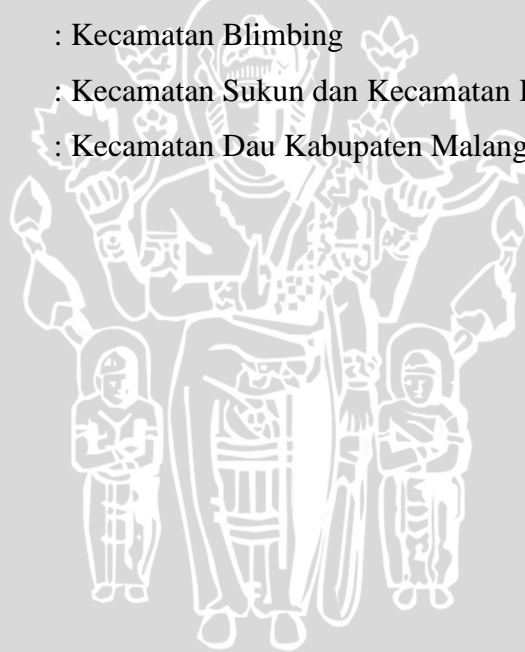 : Kecamatan Blimbing
: Kecamatan Sukun dan Kecamatan
: Kecamatan Dau Kabupaten Malang